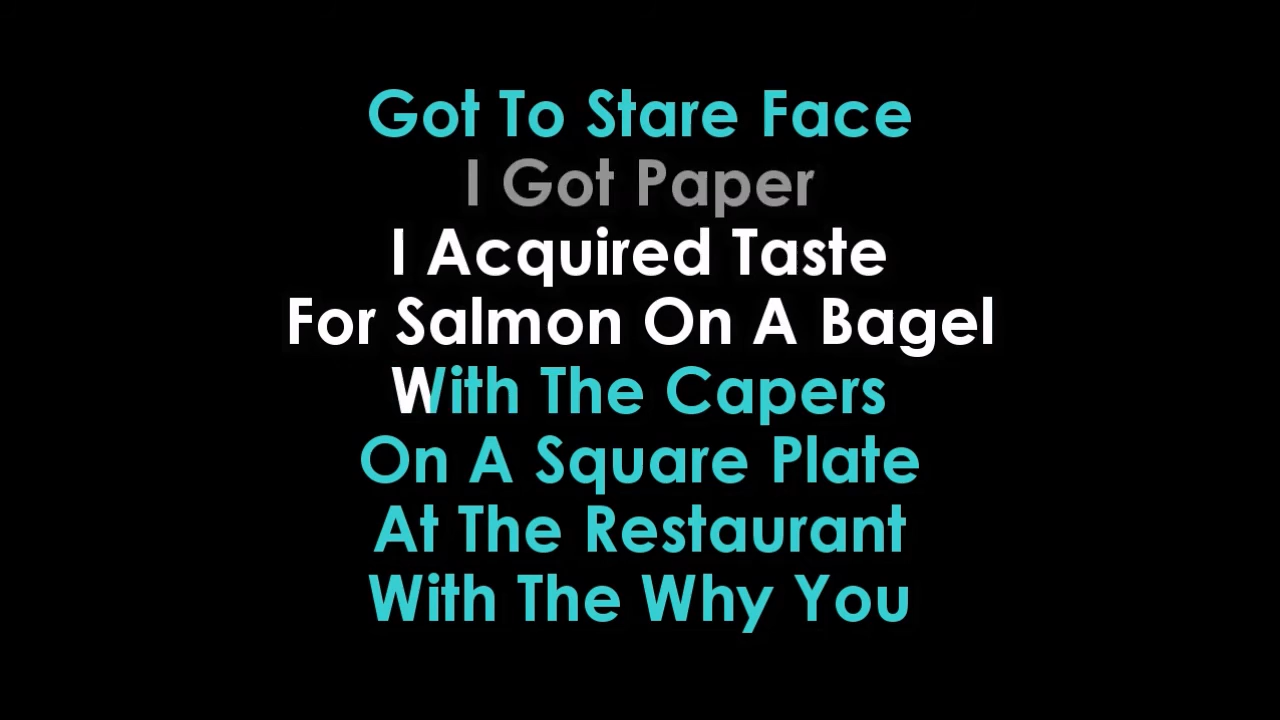 Got To Stare Face
I Got Paper
I Acquired Taste
For Salmon On A Bagel
With The Capers
On A Square Plate
At The Restaurant
With The Why You